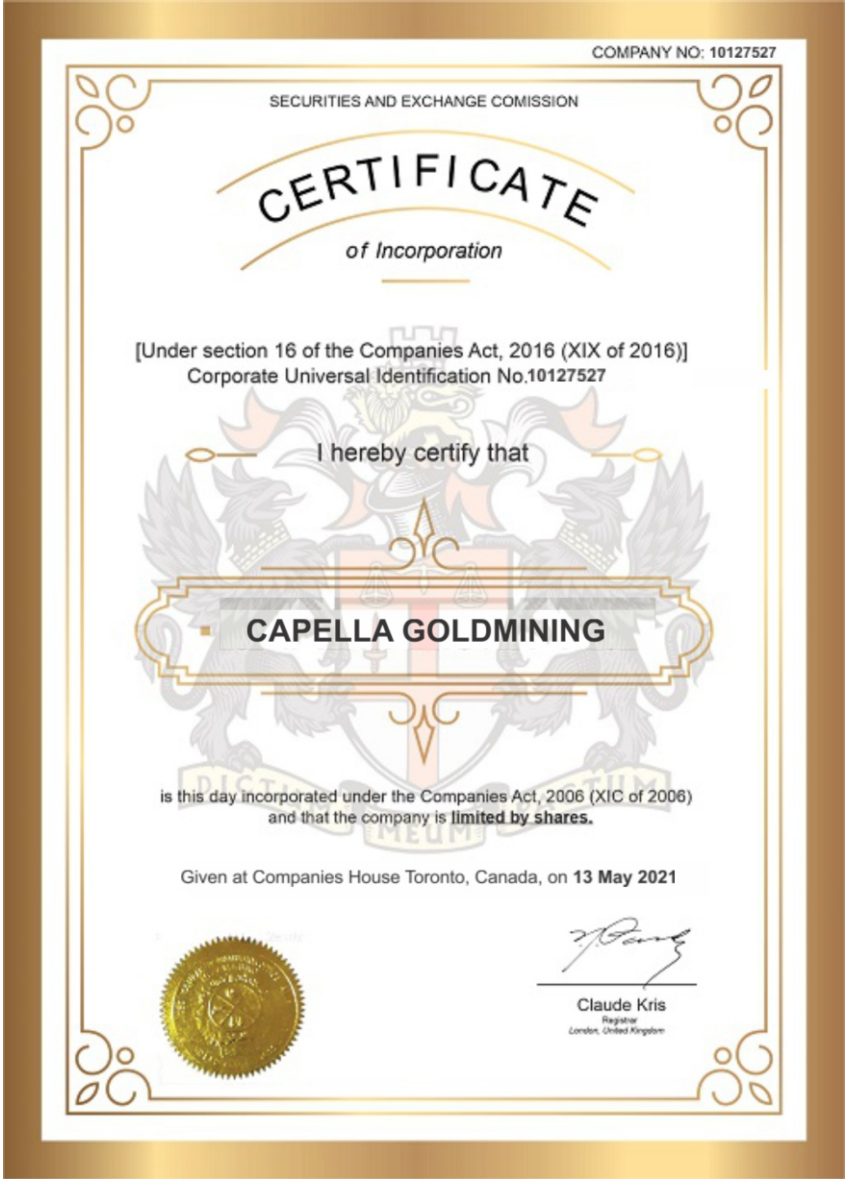 COMPANY NO: 10127527
SECURITIES AND EXCHANGE COMISSION
CERTIFICATE
of Incorporation
[Under section 16 of the Companies Act, 2016 (XIX of 2016)]
Corporate Universal Identification No.10127527
I hereby certify that
CAPELLA GOLDMINING
DICTUM
MEUM
PACTUM
is this day incorporated under the Companies Act, 2006 (XIC of 2006)
and that the company is limited by shares.
Given at Companies House Toronto, Canada, on 13 May 2021
Claude Kris
Registrar
London, United Kingdom